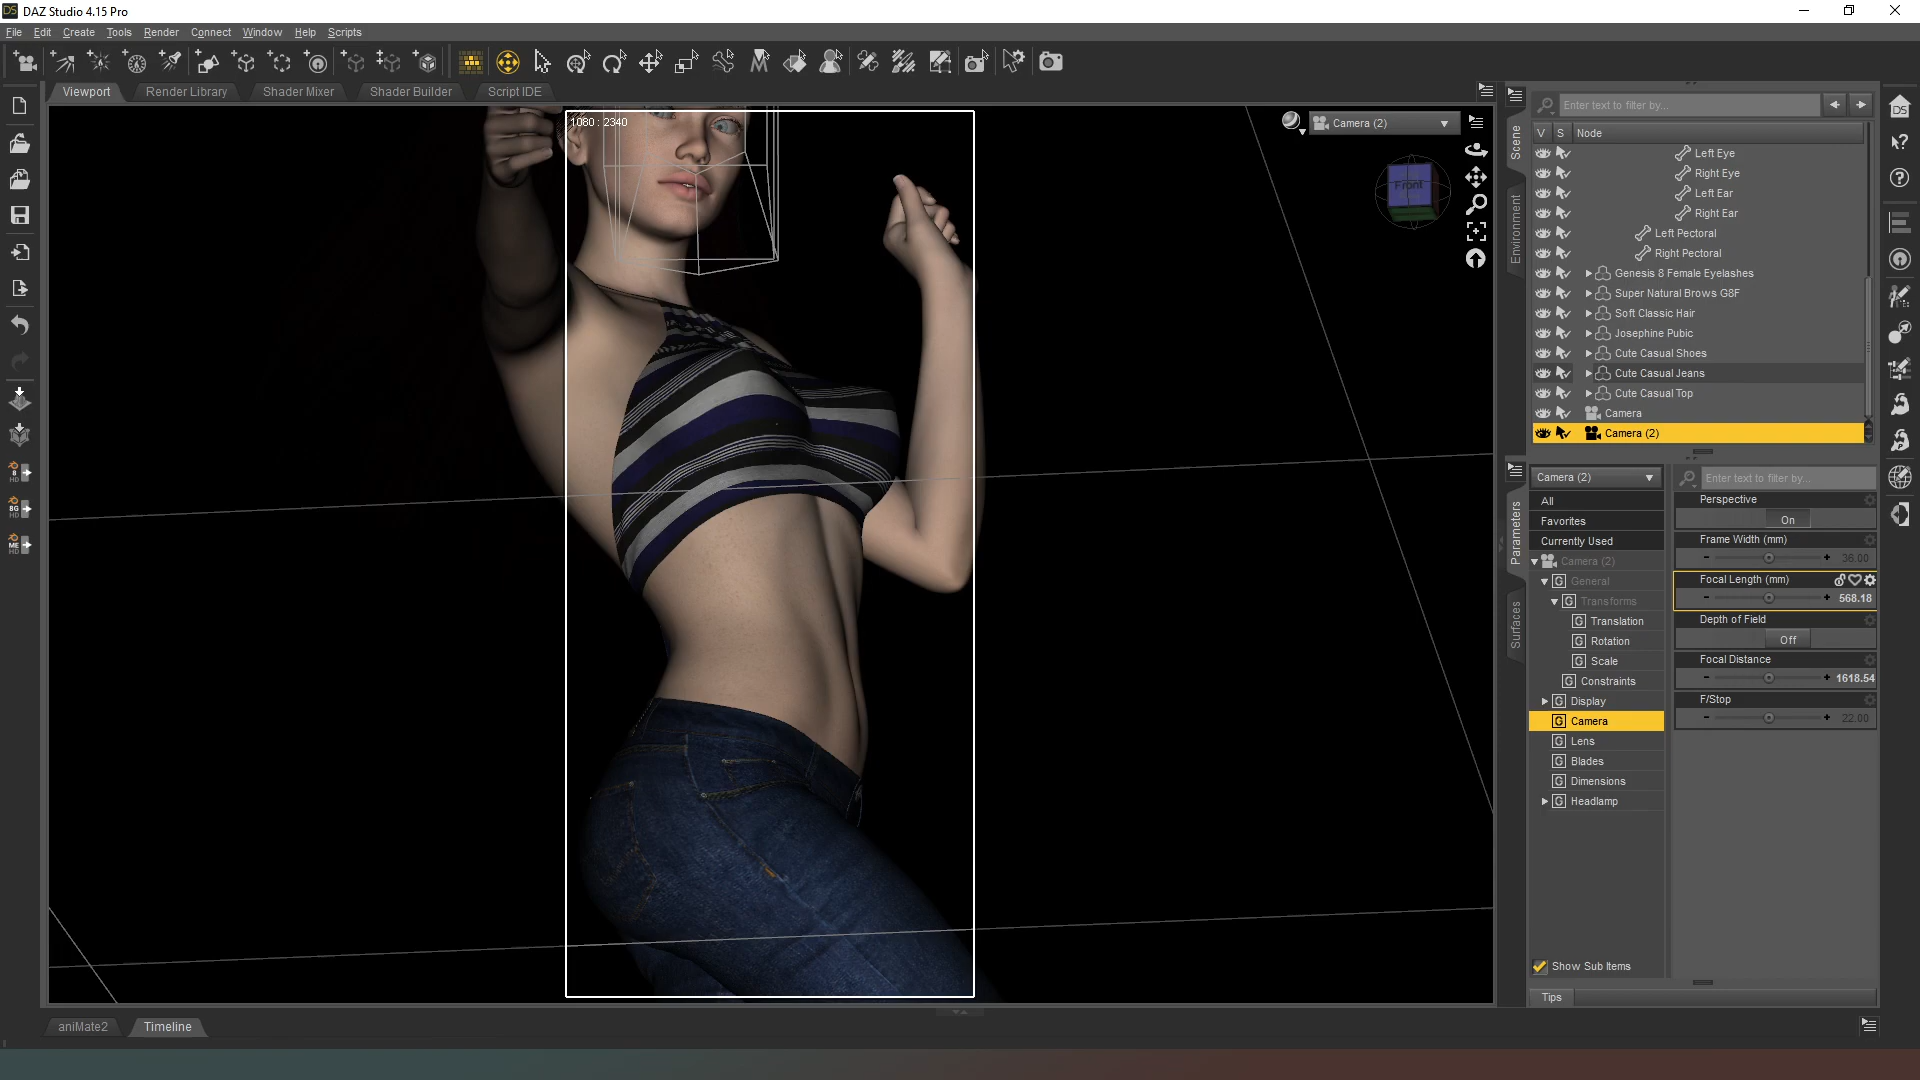 DAZ Studio 4.15 Pro
File Edit Create Tools Render Connect Window Help Scripts
Viewport Render Library Shader Mixer Shader Builder Script IDE
1080 : 2340
Camera (2)
Front
Scene
Environment
Enter text to filter by...
V S Node
Left Eye
Right Eye
Left Ear
Right Ear
Left Pectoral
Right Pectoral
Genesis 8 Female Eyelashes
Super Natural Brows G8F
Soft Classic Hair
Josephine Pubic
Cute Casual Shoes
Cute Casual Jeans
Cute Casual Top
Camera
Camera (2)
Parameters
Surfaces
Camera (2)
All
Favorites
Currently Used
Camera (2)
G General
G Transforms
G Translation
G Rotation
G Scale
G Constraints
G Display
G Camera
G Lens
G Blades
G Dimensions
G Headlamp
Show Sub Items
Enter text to filter by...
Perspective
On
Frame Width (mm)
- + 36.00
Focal Length (mm)
- + 568.18
Depth of Field
Off
Focal Distance
- + 1618.54
F/Stop
- + 22.00
Tips
aniMate2 Timeline